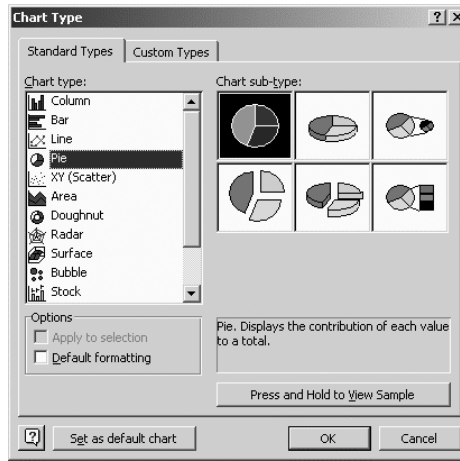 Chart Type
Standard Types
Custom Types
Chart type:
Column
Bar
Line
Pie
XY (Scatter)
Area
Doughnut
Radar
Surface
Bubble
Stock
Chart sub-type:
Options
Apply to selection
Default formatting
Pie. Displays the contribution of each value
to a total.
Press and Hold to View Sample
Set as default chart
OK
Cancel